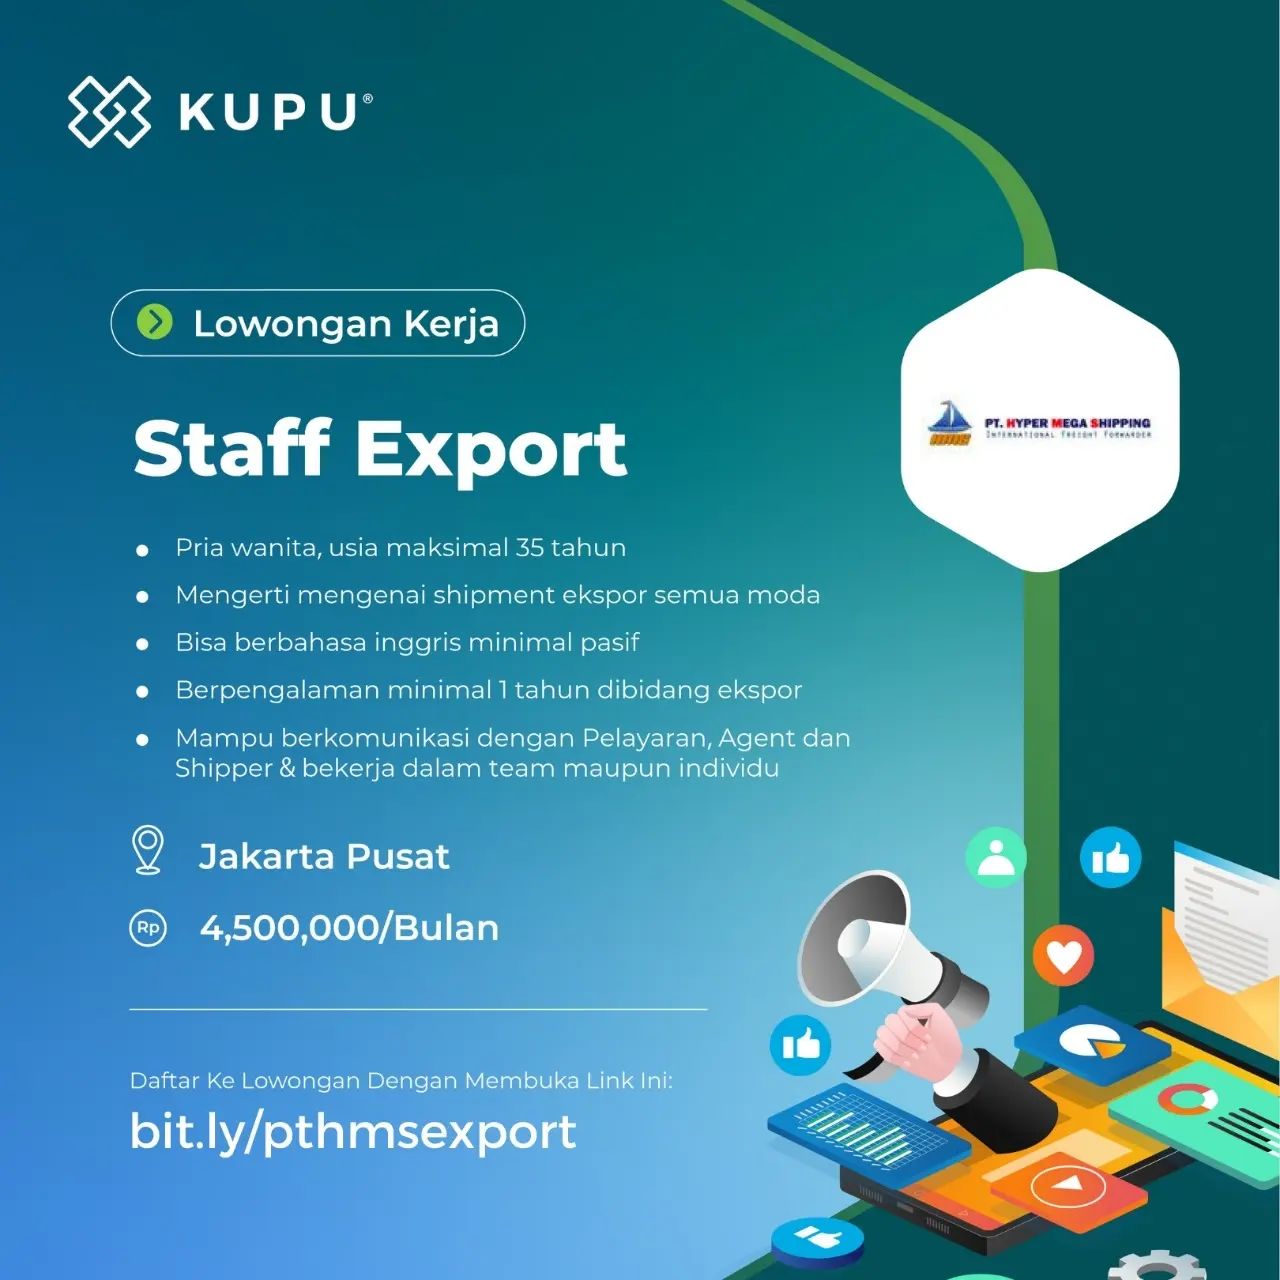 KUPU®
Lowongan Kerja
Staff Export
PT. HYPER MEGA SHIPPING
INTERNATIONAL FREIGHT FORWARDER
• Pria wanita, usia maksimal 35 tahun
• Mengerti mengenai shipment ekspor semua moda
• Bisa berbahasa inggris minimal pasif
• Berpengalaman minimal 1 tahun dibidang ekspor
• Mampu berkomunikasi dengan Pelayaran, Agent dan
Shipper & bekerja dalam team maupun individu
Jakarta Pusat
Rp 4,500,000/Bulan
Daftar Ke Lowongan Dengan Membuka Link Ini:
bit.ly/pthmsexport